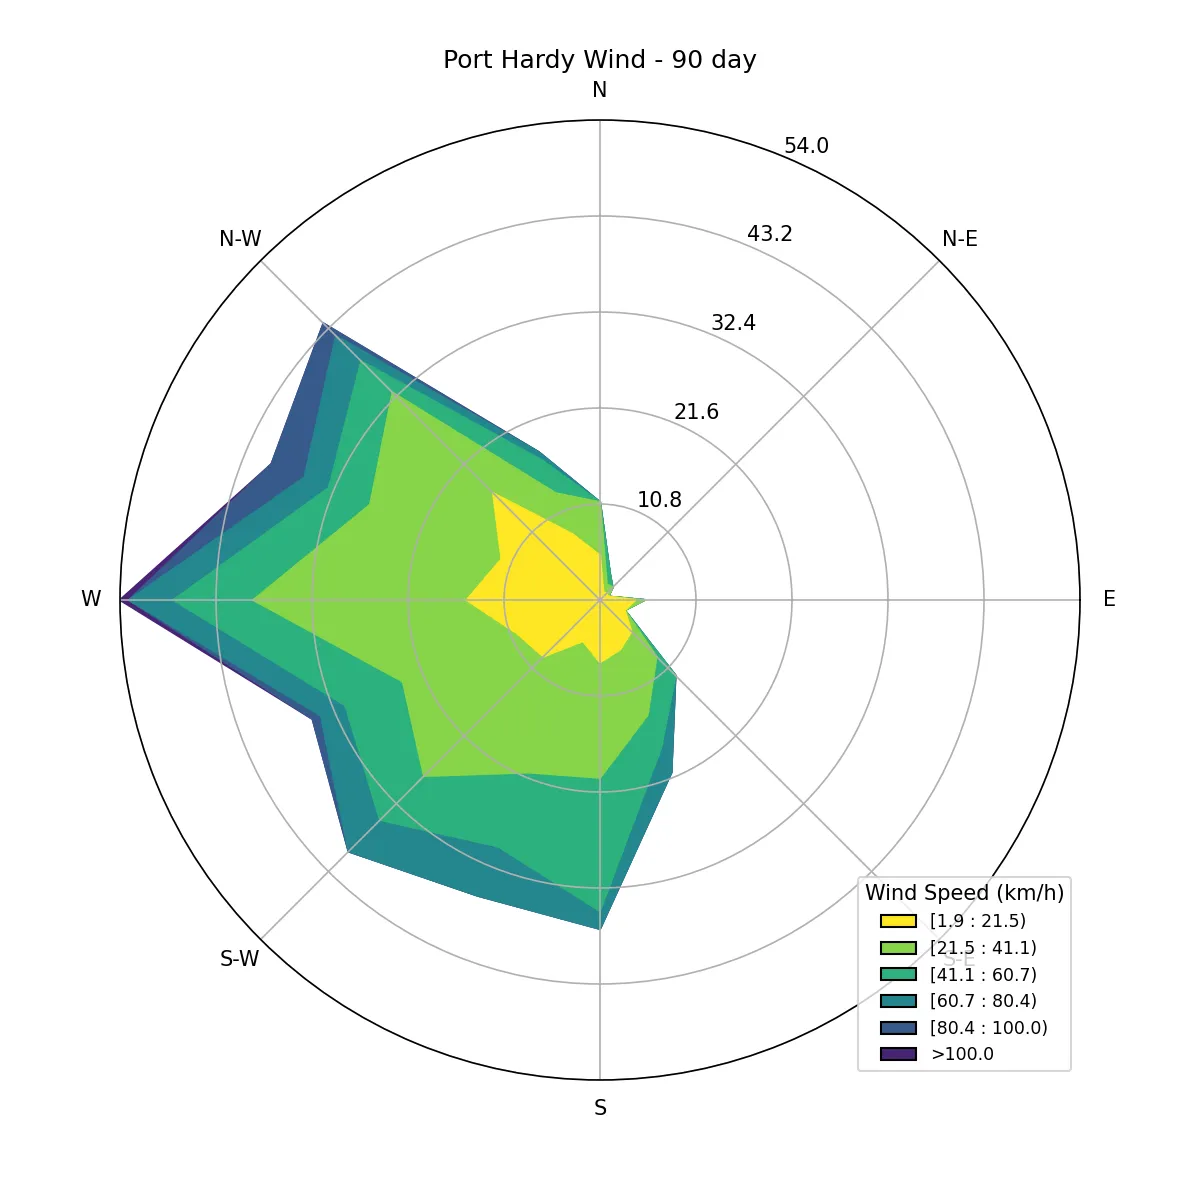 Port Hardy Wind - 90 day
N
54.0
43.2
N-W
N-E
32.4
21.6
10.8
W
E
Wind Speed (km/h)
[1.9 : 21.5)
[21.5 : 41.1)
S-W
S-E
[41.1 : 60.7)
[60.7 : 80.4)
[80.4 : 100.0)
>100.0
S